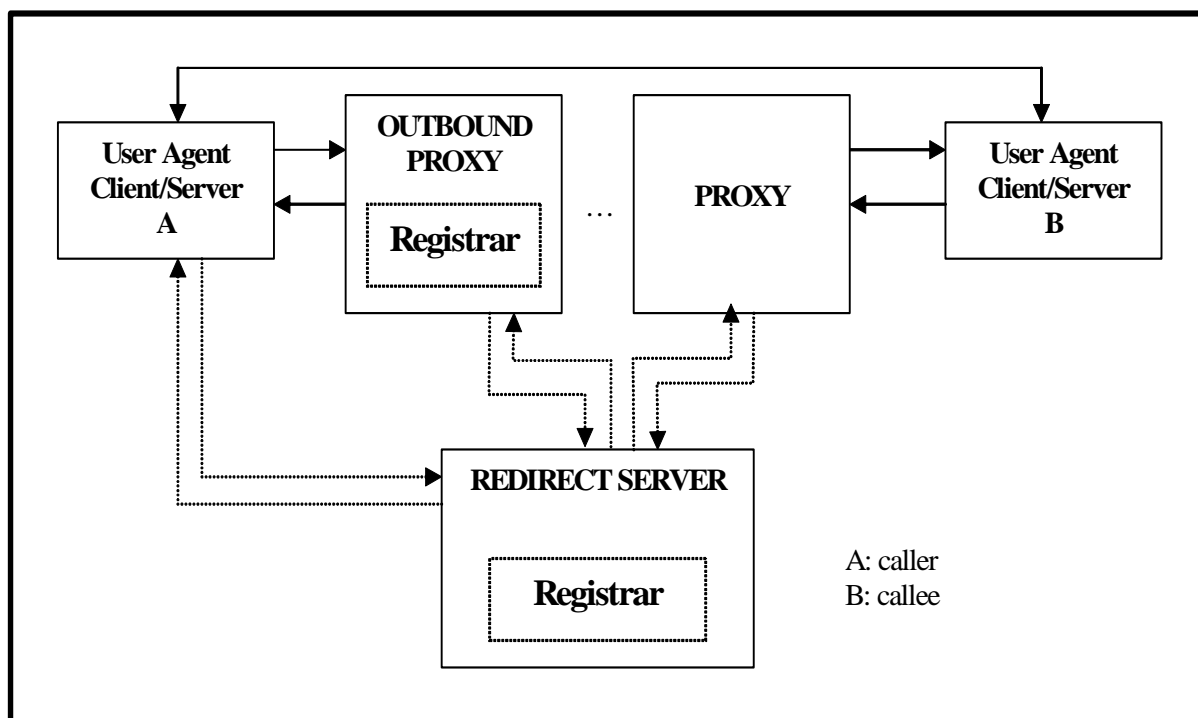 User Agent
Client/Server
A
OUTBOUND
PROXY
Registrar
...
PROXY
User Agent
Client/Server
B
REDIRECT SERVER
Registrar
A: caller
B: callee